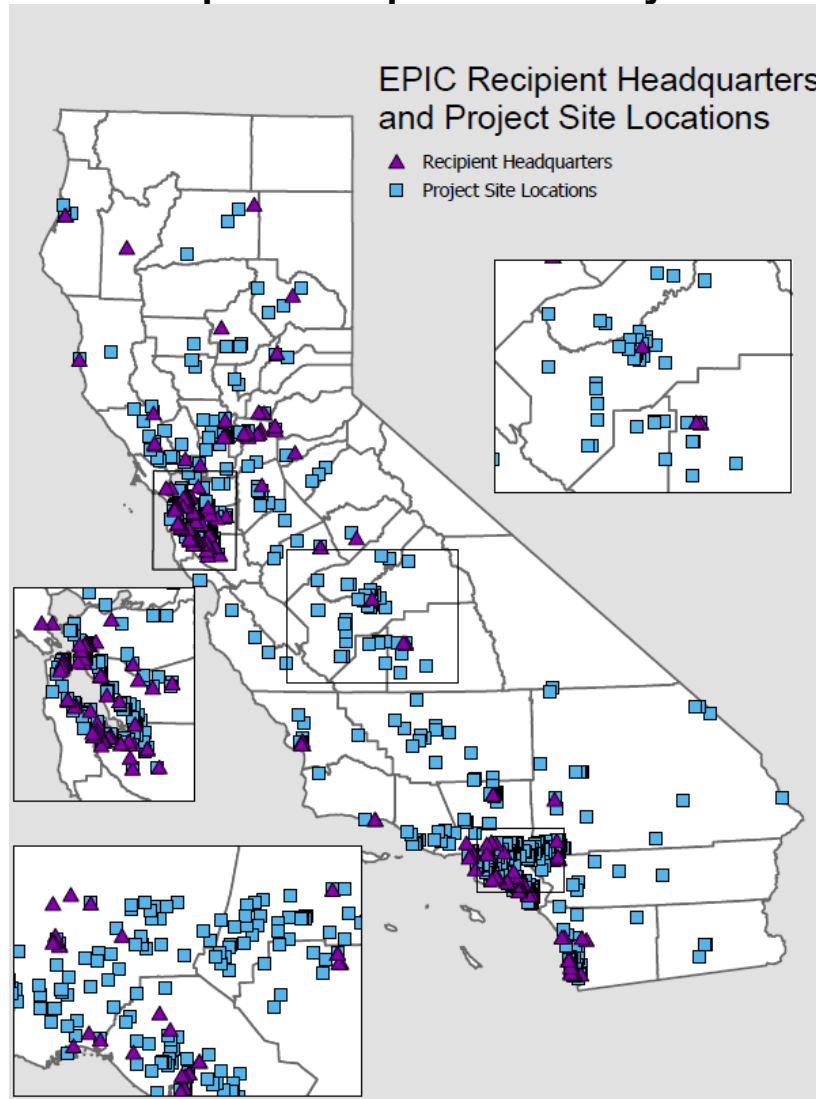 EPIC Recipient Headquarters
and Project Site Locations
Recipient Headquarters
Project Site Locations